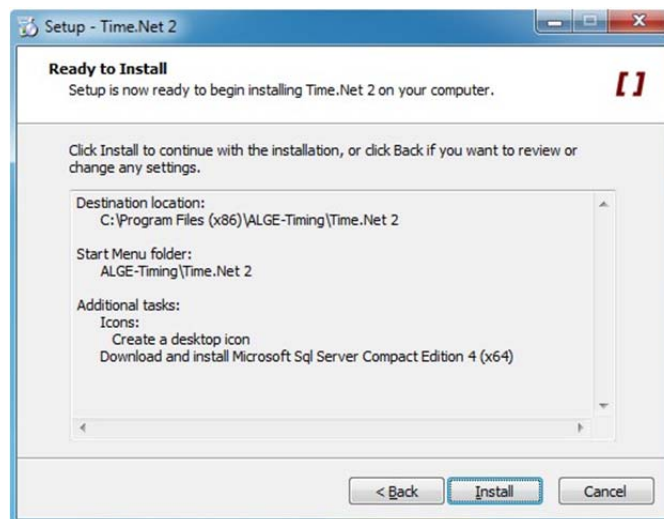 Setup - Time.Net 2
Ready to Install
Setup is now ready to begin installing Time.Net 2 on your computer.
[ ]
Click Install to continue with the installation, or click Back if you want to review or
change any settings.
Destination location:
C:\Program Files (x86)\ALGE-Timing\Time.Net 2
Start Menu folder:
ALGE-Timing\Time.Net 2
Additional tasks:
Icons:
Create a desktop icon
Download and install Microsoft Sql Server Compact Edition 4 (x64)
< Back
Install
Cancel